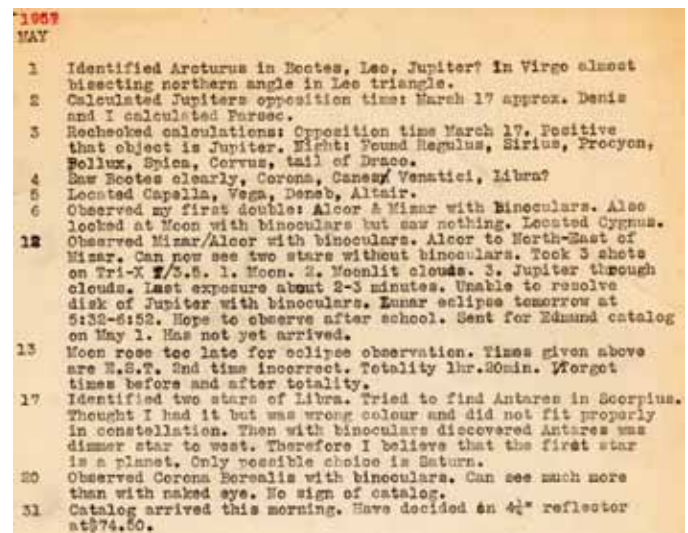 1957
MAY
1 Identified Arcturus in Bootes, Leo, Jupiter? In Virgo almost
bisecting northern angle in Leo triangle.
2 Calculated Jupiters opposition time: March 17 approx. Denis
and I calculated Parsec.
3 Rechecked calculations: Opposition time March 17. Positive
that object is Jupiter. Night: Found Regulus, Sirius, Procyon,
Pollux, Spica, Corvus, tail of Draco.
4 Saw Bootes clearly, Corona, Canes Venatici, Libra?
5 Located Capella, Vega, Deneb, Altair.
6 Observed my first double: Alcor & Mizar with Binoculars. Also
looked at Moon with binoculars but saw nothing. Located Cygnus.
12 Observed Mizar/Alcor with binoculars. Alcor to North-East of
Mizar. Can now see two stars without binoculars. Took 3 shots
on Tri-X f/3.5. 1. Moon. 2. Moonlit clouds. 3. Jupiter through
clouds. Last exposure about 2-3 minutes. Unable to resolve
disk of Jupiter with binoculars. Lunar eclipse tomorrow at
5:32-6:52. Hope to observe after school. Sent for Edmund catalog
on May 1. Has not yet arrived.
13 Moon rose too late for eclipse observation. Times given above
are E.S.T. 2nd time incorrect. Totality 1hr.20min. forgot
times before and after totality.
17 Identified two stars of Libra. Tried to find Antares in Scorpius.
Thought I had it but was wrong colour and did not fit properly
in constellation. Then with binoculars discovered Antares was
dimmer star to west. Therefore I believe that the first star
is a planet. Only possible choice is Saturn.
20 Observed Corona Borealis with binoculars. Can see much more
than with naked eye. No sign of catalog.
31 Catalog arrived this morning. Have decided on 4¼" reflector
at$74.50.